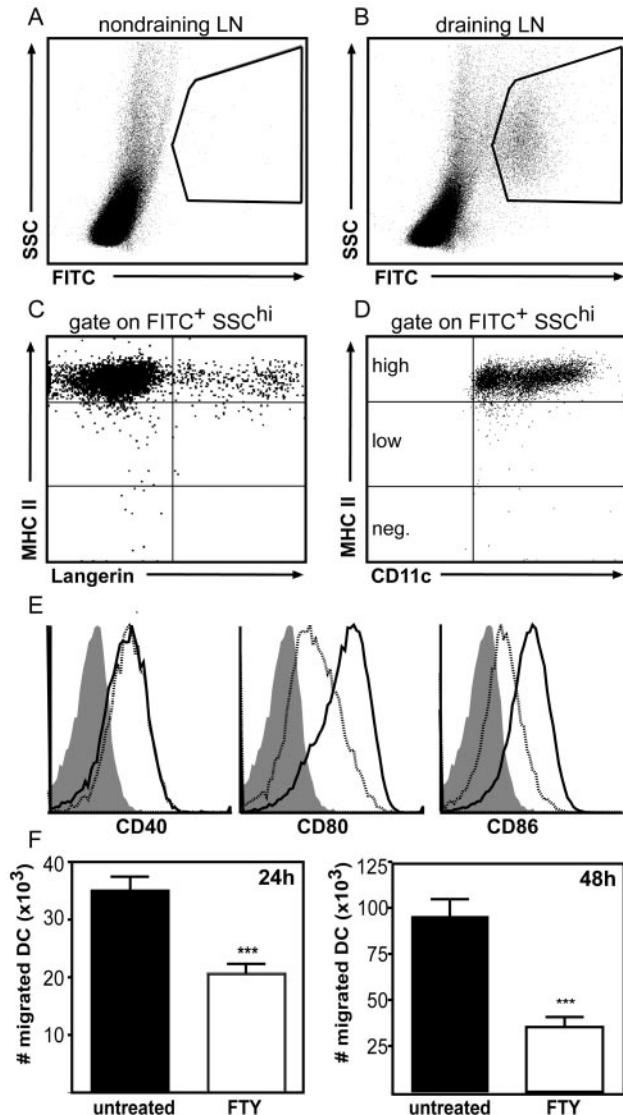 A
nondraining LN
SSC
FITC
B
draining LN
SSC
FITC
C
gate on FITC⁺ SSCʰⁱ
MHC II
Langerin
D
gate on FITC⁺ SSCʰⁱ
high
low
neg.
MHC II
CD11c
E
CD40
CD80
CD86
F
# migrated DC (x10³)
40
30
20
10
24h
***
untreated
FTY
# migrated DC (x10³)
125
100
75
50
25
48h
***
untreated
FTY